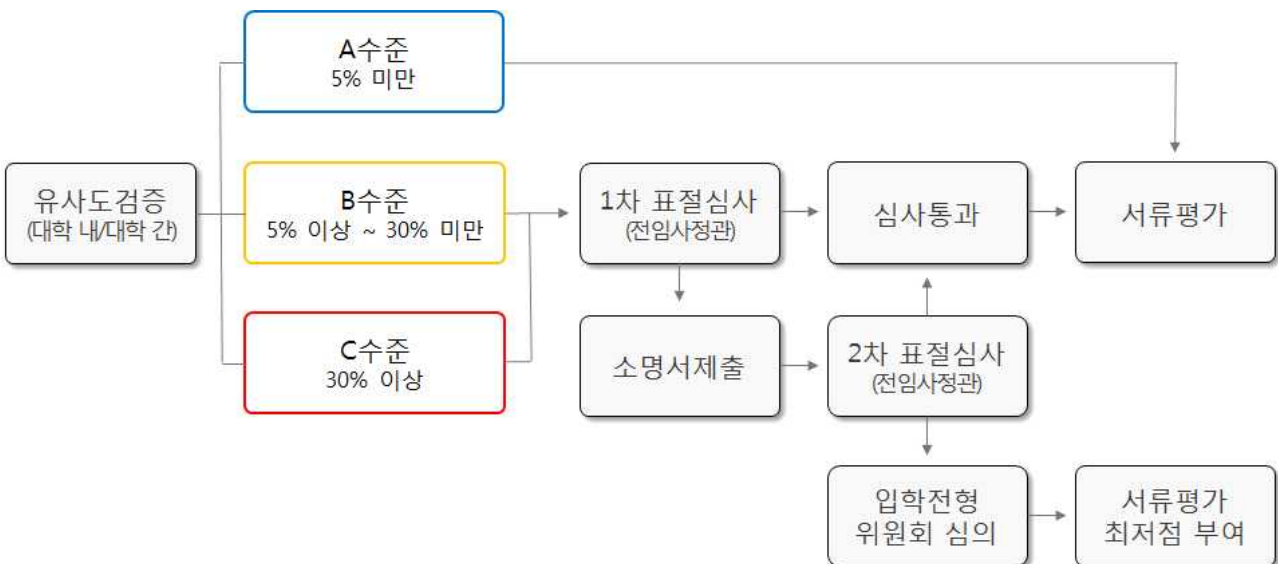 A수준
5% 미만
유사도검증
(대학 내/대학 간)
B수준
5% 이상 ~ 30% 미만
1차 표절심사
(전임사정관)
심사통과
서류평가
C수준
30% 이상
소명서제출
2차 표절심사
(전임사정관)
입학전형
위원회 심의
서류평가
최저점 부여